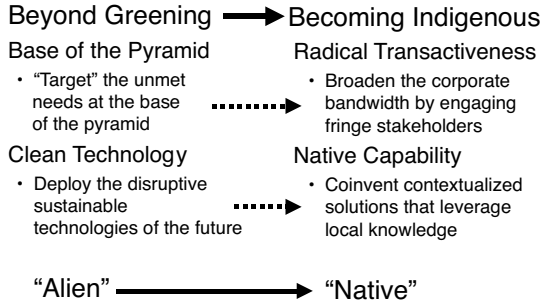 Beyond Greening
Becoming Indigenous
Base of the Pyramid
• “Target” the unmet
needs at the base
of the pyramid
Radical Transactiveness
• Broaden the corporate
bandwidth by engaging
fringe stakeholders
Clean Technology
• Deploy the disruptive
sustainable
technologies of the future
Native Capability
• Coinvent contextualized
solutions that leverage
local knowledge
“Alien”
“Native”